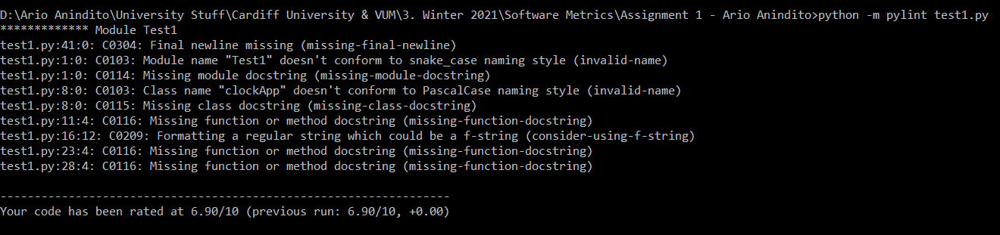 D:\Ario Anindito\University Stuff\Cardiff University & VUM\3. Winter 2021\Software Metrics\Assignment 1 - Ario Anindito>python -m pylint test1.py
************* Module Test1
test1.py:41:0: C0304: Final newline missing (missing-final-newline)
test1.py:1:0: C0103: Module name "Test1" doesn't conform to snake_case naming style (invalid-name)
test1.py:1:0: C0114: Missing module docstring (missing-module-docstring)
test1.py:8:0: C0103: Class name "clockApp" doesn't conform to PascalCase naming style (invalid-name)
test1.py:8:0: C0115: Missing class docstring (missing-class-docstring)
test1.py:11:4: C0116: Missing function or method docstring (missing-function-docstring)
test1.py:16:12: C0209: Formatting a regular string which could be a f-string (consider-using-f-string)
test1.py:23:4: C0116: Missing function or method docstring (missing-function-docstring)
test1.py:28:4: C0116: Missing function or method docstring (missing-function-docstring)
------------------------------------------------------------------
Your code has been rated at 6.90/10 (previous run: 6.90/10, +0.00)